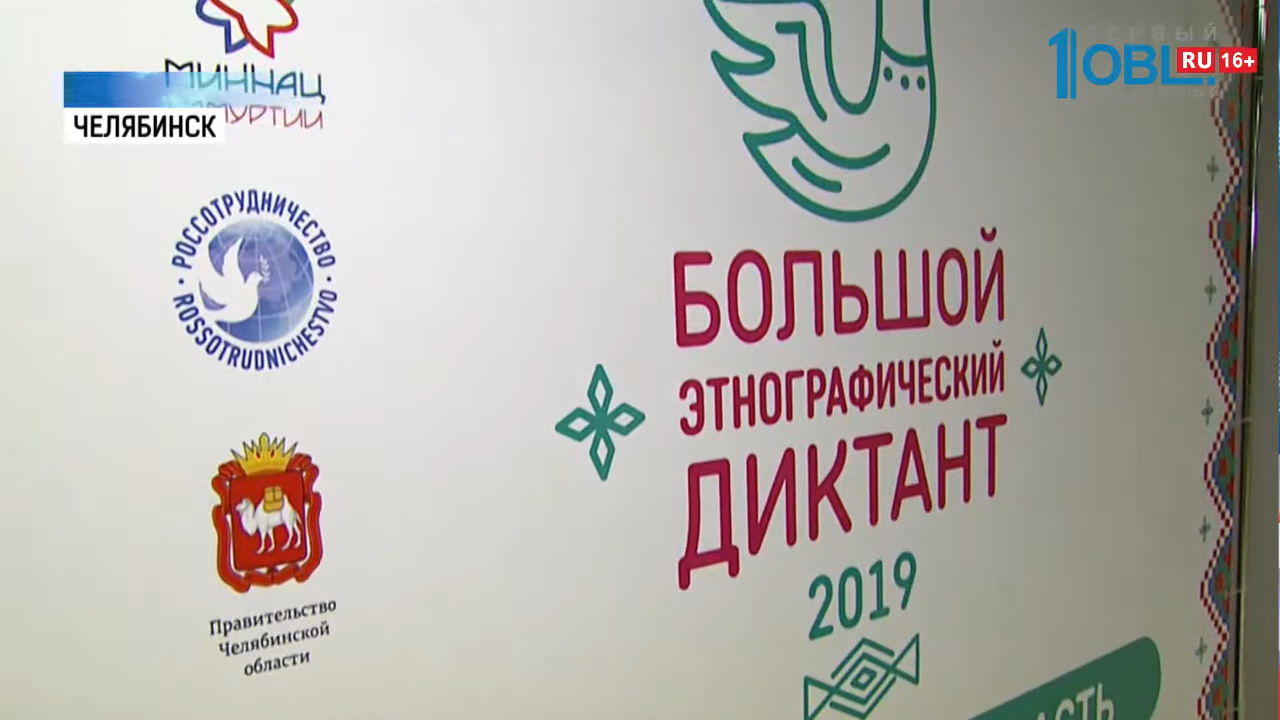 МИННАЦ
ЧЕЛЯБИНСК
РОССОТРУДНИЧЕСТВО
ROSSOTRUDNICHESTVO
Правительство
Челябинской
области
БОЛЬШОЙ
ЭТНОГРАФИЧЕСКИЙ
ДИКТАНТ
2019
1OBL.
RU 16+